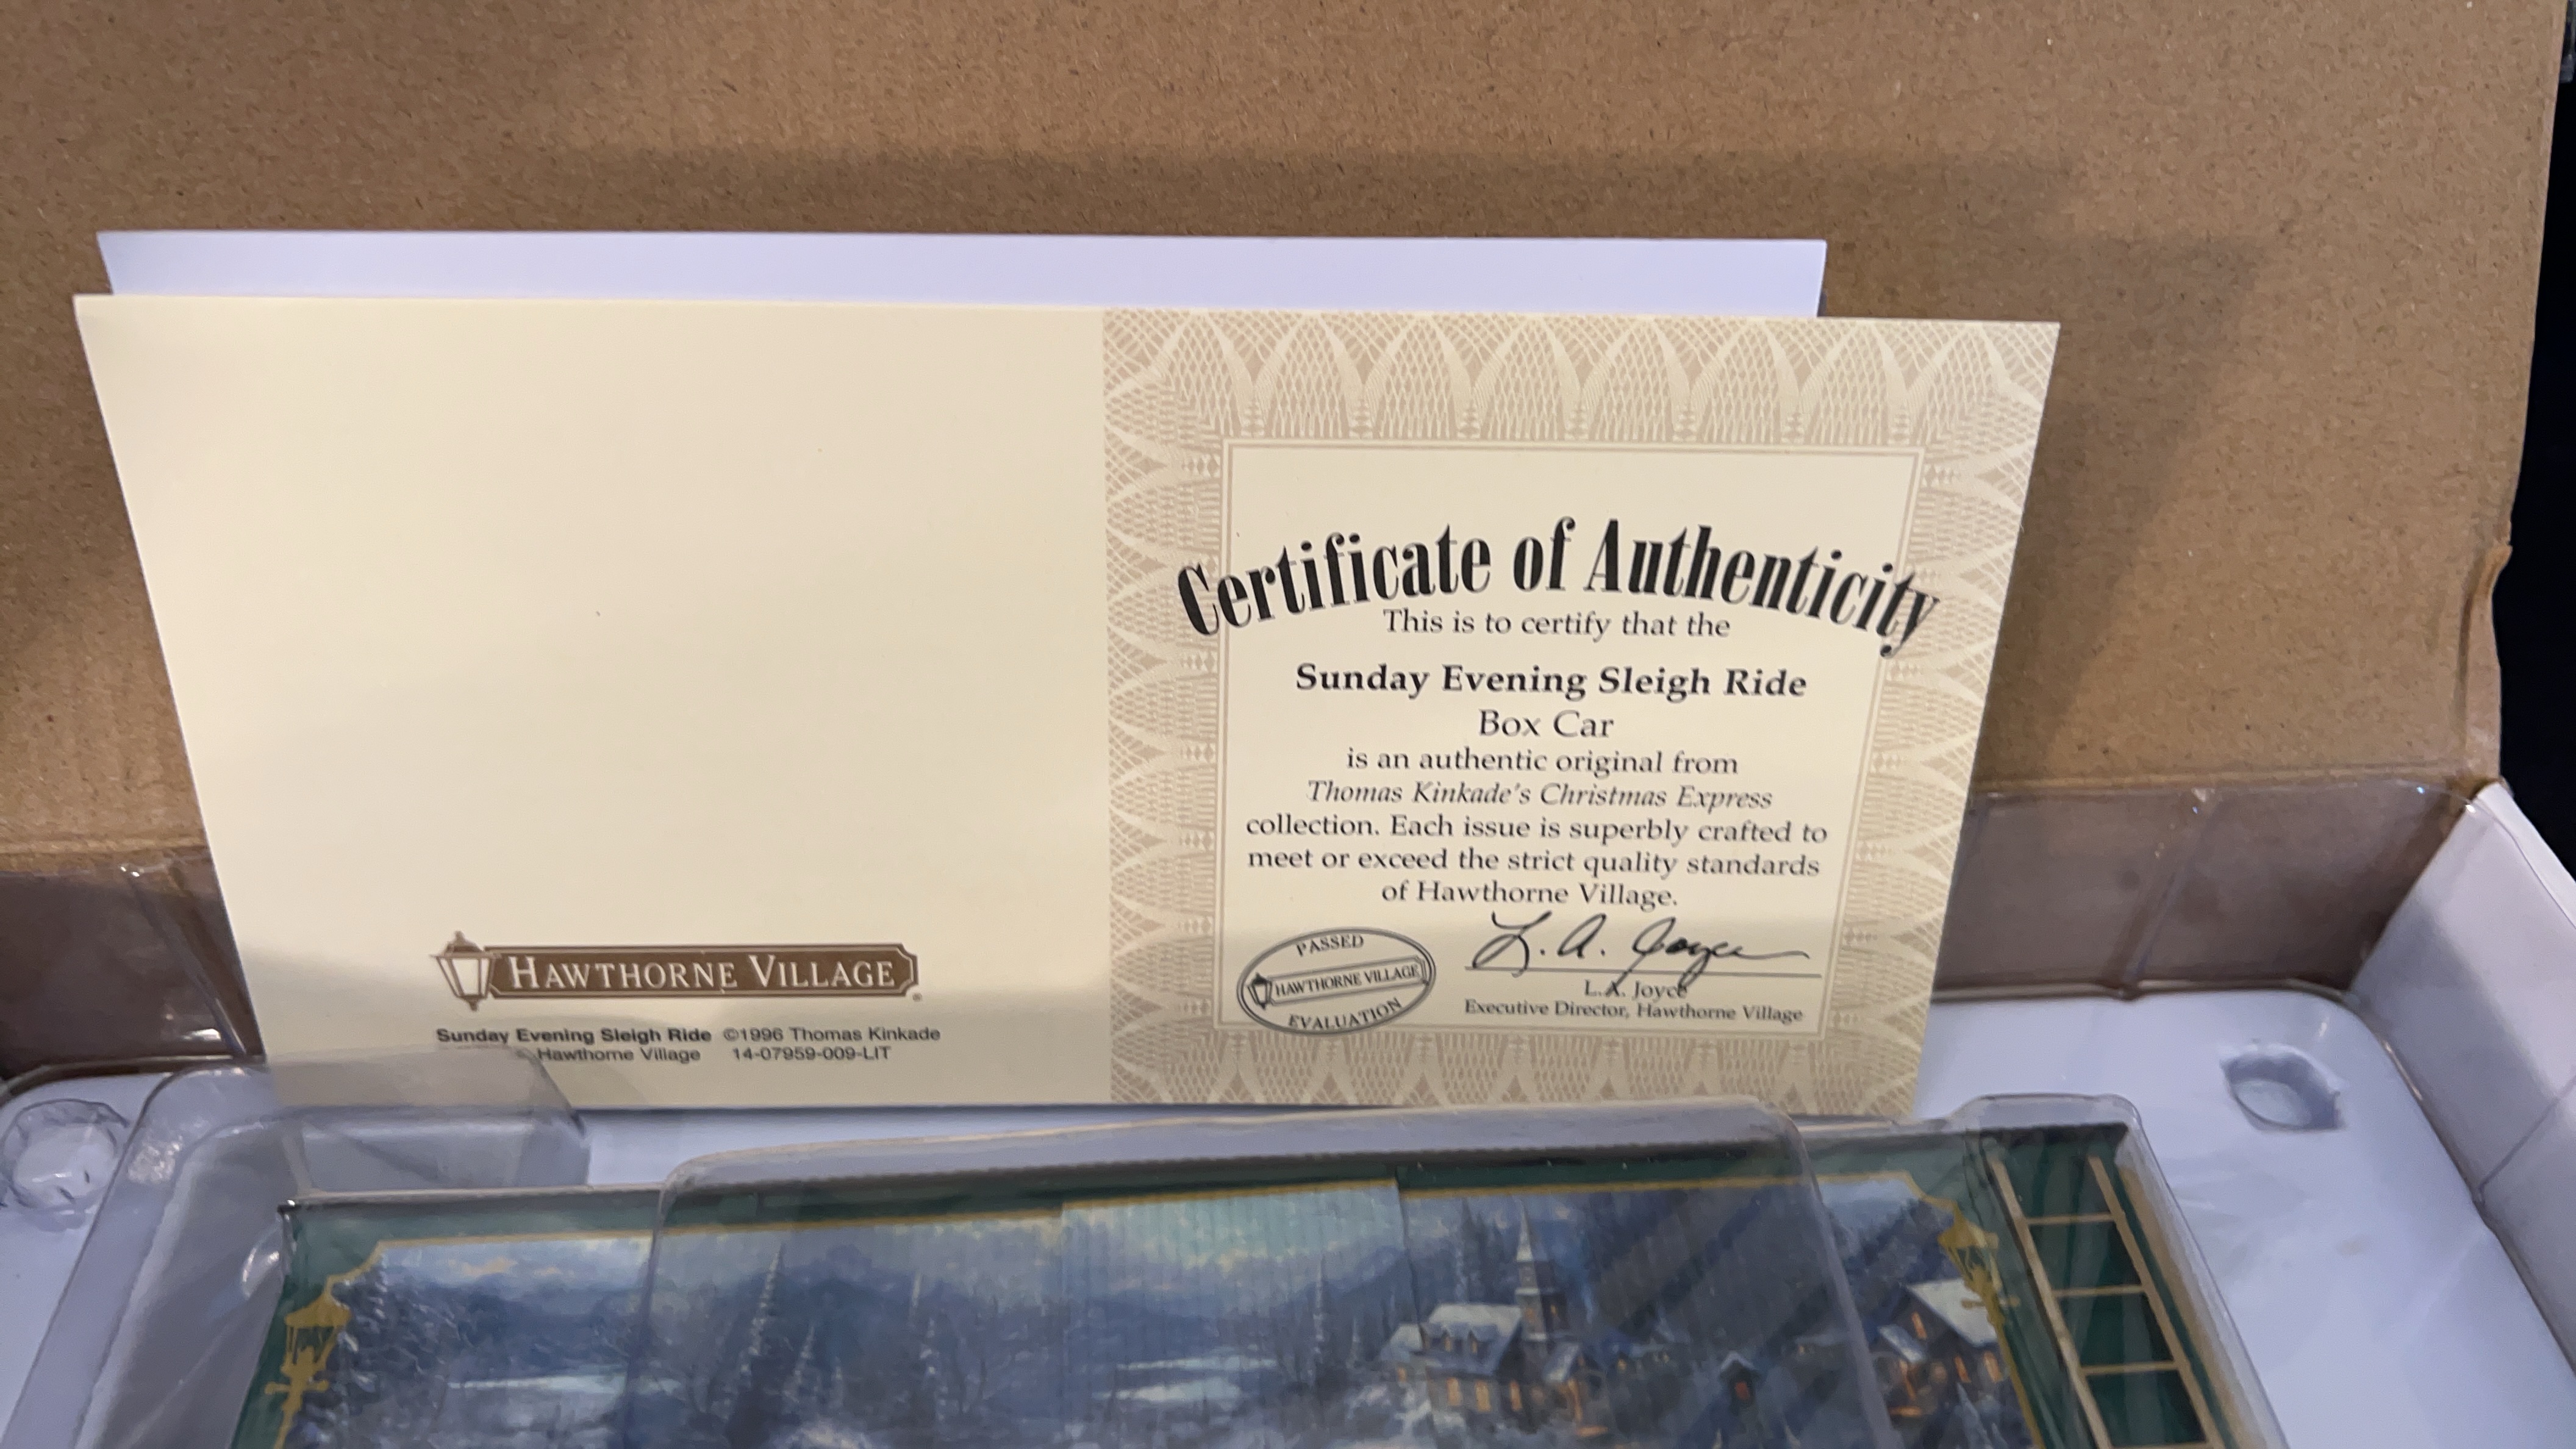 HAWTHORNE VILLAGE
Sunday Evening Sleigh Ride ©1996 Thomas Kinkade
Hawthorne Village 14-07959-009-LIT
Certificate of Authenticity
This is to certify that the
Sunday Evening Sleigh Ride
Box Car
is an authentic original from
Thomas Kinkade's Christmas Express
collection. Each issue is superbly crafted to
meet or exceed the strict quality standards
of Hawthorne Village.
PASSED
HAWTHORNE VILLAGE
EVALUATION
L. A. Joyce
L.A. Joyce
Executive Director, Hawthorne Village